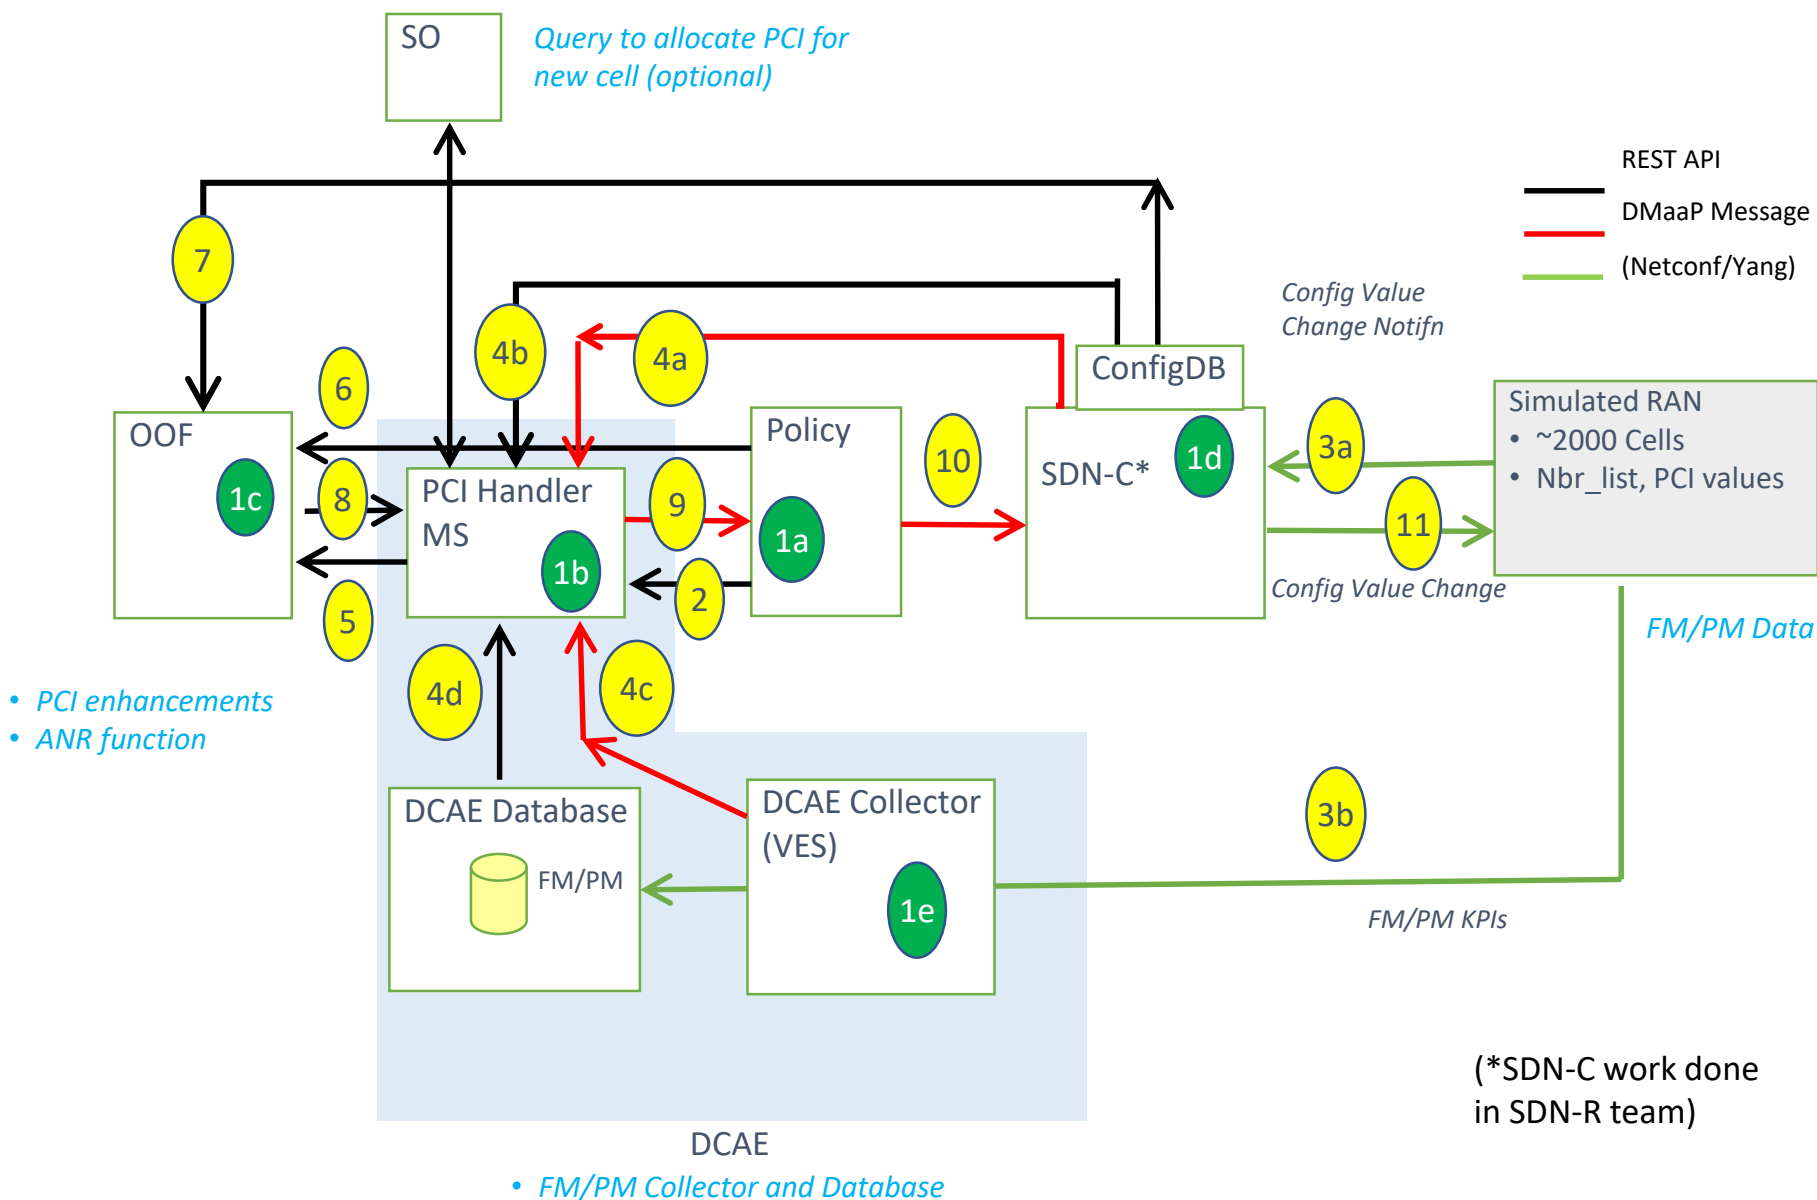 SO
Query to allocate PCI for
new cell (optional)
REST API
DMaaP Message
(Netconf/Yang)
7
4b
4a
Config Value
Change Notifn
ConfigDB
6
OOF
1c
8
5
PCI Handler
MS
1b
9
2
Policy
1a
10
SDN-C*
1d
3a
11
Config Value Change
Simulated RAN
• ~2000 Cells
• Nbr_list, PCI values
FM/PM Data
• PCI enhancements
• ANR function
4d
4c
DCAE Database
FM/PM
DCAE Collector
(VES)
1e
3b
FM/PM KPIs
(*SDN-C work done
in SDN-R team)
DCAE
• FM/PM Collector and Database